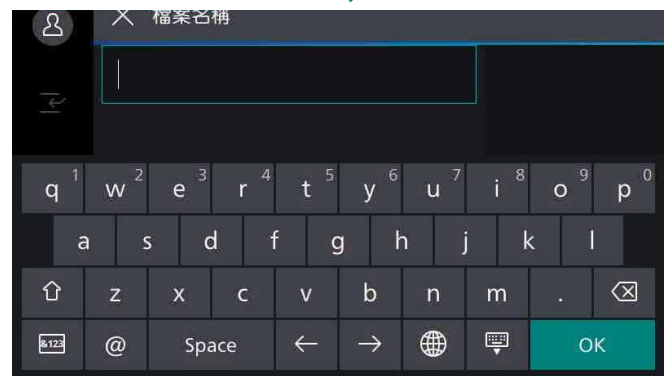 檔案名稱
q 1 w 2 e 3 r 4 t 5 y 6 u 7 i 8 o 9 p 0
a s d f g h j k l
z x c v b n m .
&123 @ Space ← → OK